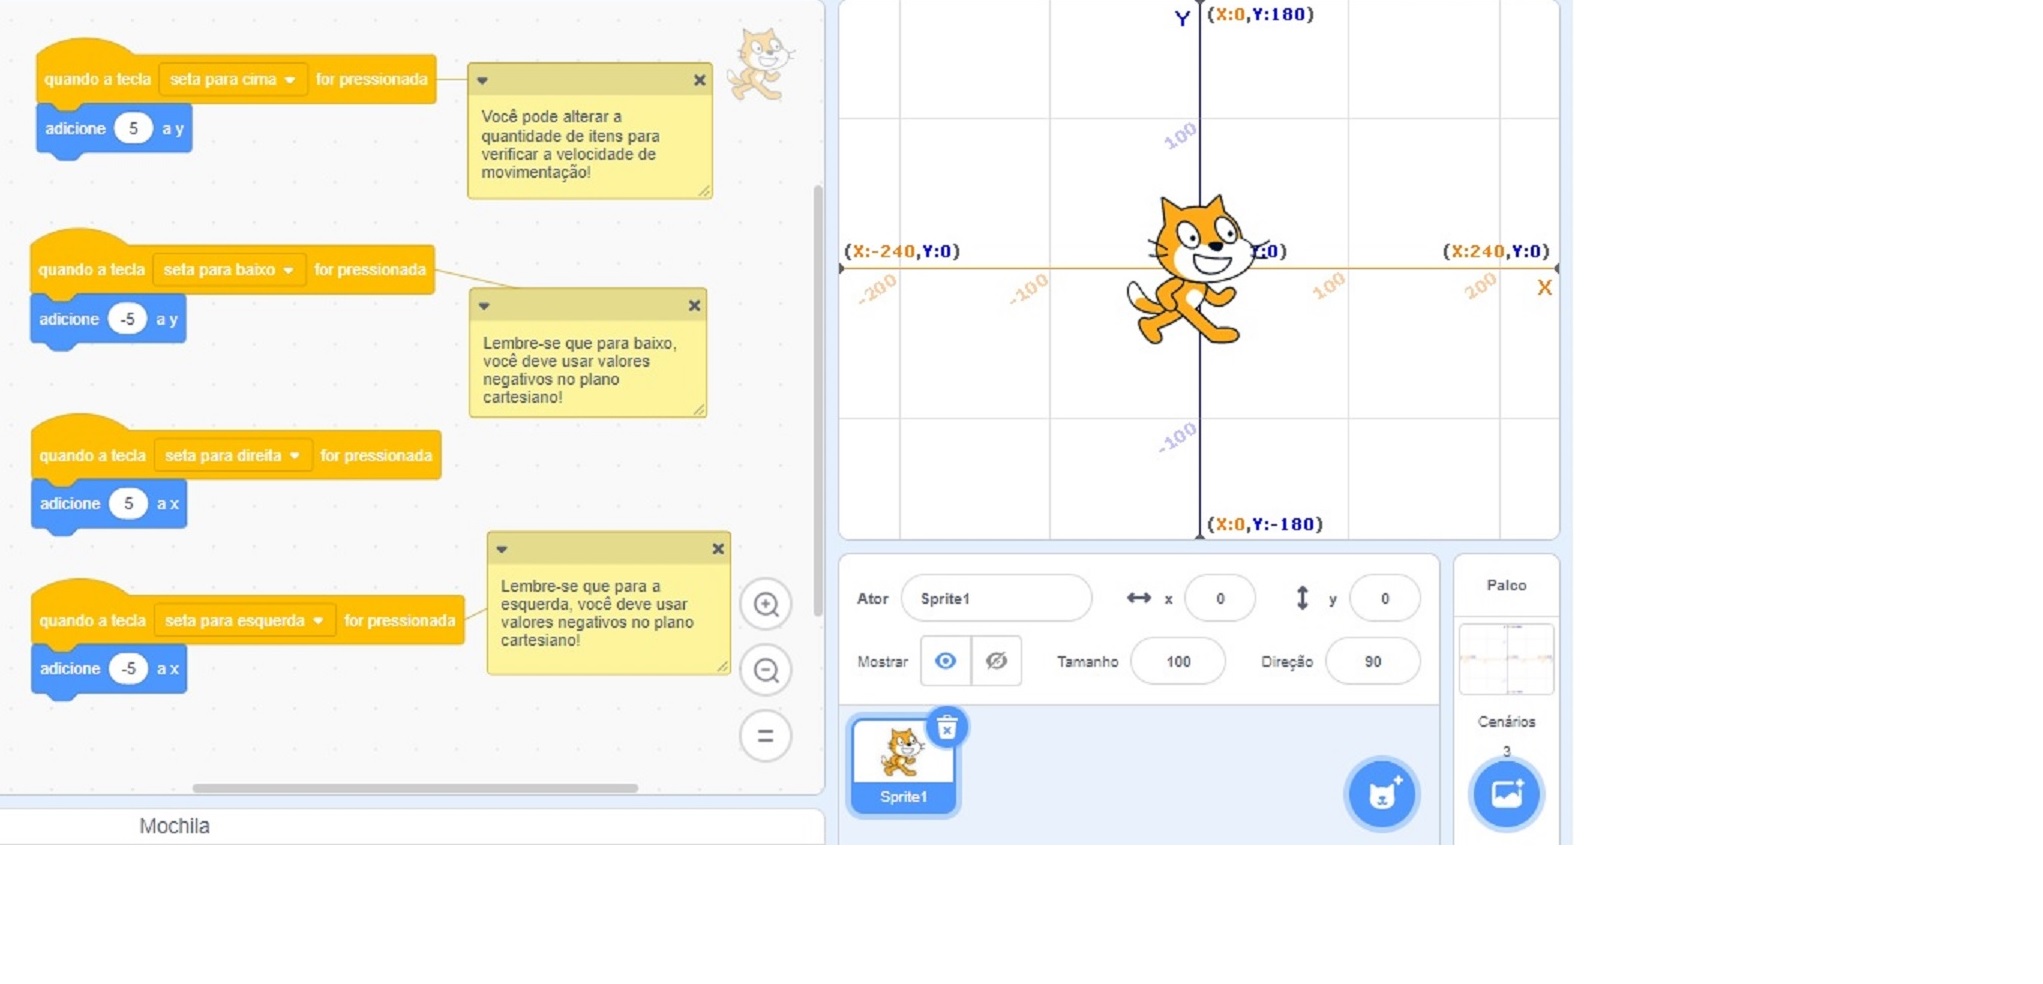 quando a tecla seta para cima for pressionada
adicione 5 a y
Você pode alterar a
quantidade de itens para
verificar a velocidade de
movimentação!
quando a tecla seta para baixo for pressionada
adicione -5 a y
Lembre-se que para baixo,
você deve usar valores
negativos no plano
cartesiano!
quando a tecla seta para direita for pressionada
adicione 5 a x
quando a tecla seta para esquerda for pressionada
adicione -5 a x
Lembre-se que para a
esquerda, você deve usar
valores negativos no plano
cartesiano!
Mochila
Y (X:0,Y:180)
100
(X:-240,Y:0) :0) (X:240,Y:0)
-200 -100 100 200 X
-100
(X:0,Y:-180)
Ator Sprite1 x 0 y 0
Mostrar Tamanho 100 Direção 90
Sprite1
Palco
Cenários
3